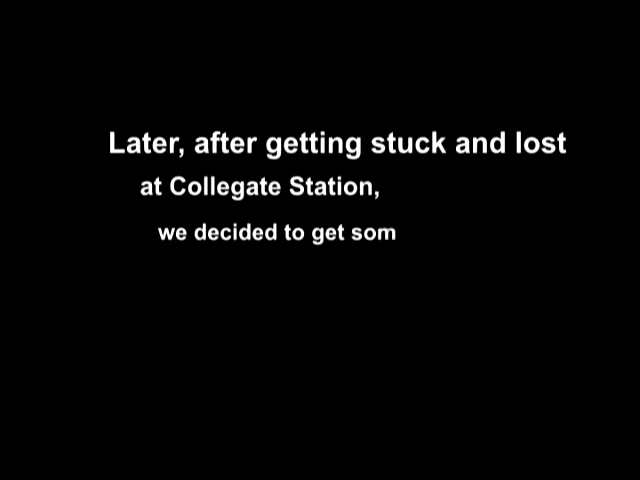 Later, after getting stuck and lost
at Collegate Station,
we decided to get som